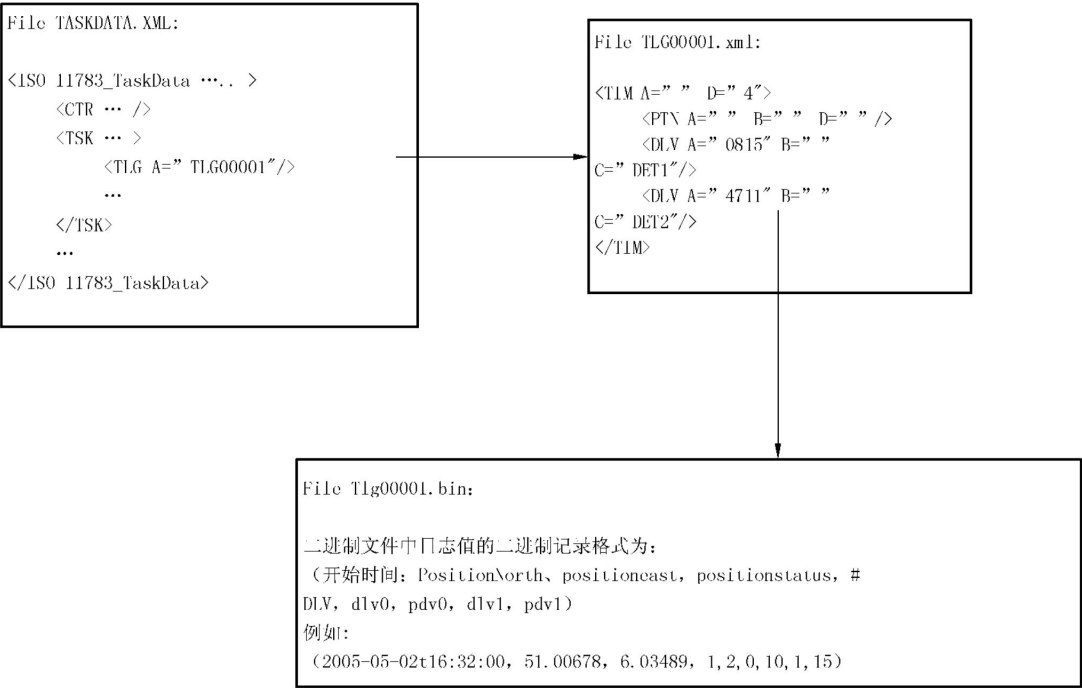 File TASKDATA.XML:
<ISO 11783_TaskData ⋯.. >
<CTR ⋯ />
<TSK ⋯ >
<TLG A=” TLG00001″/>
⋯
</TSK>
⋯
</ISO 11783_TaskData>
File TLG00001.xml:
<TIM A=” ” D=” 4″>
<PTN A=” ” B=” ” D=” ” />
<DLV A=” 0815″ B=” ”
C=” DET1″/>
<DLV A=” 4711″ B=” ”
C=” DET2″/>
</TIM>
File Tlg00001.bin:
二进制文件中日志值的二进制记录格式为:
(开始时间: PositionNorth、positioneast, positionstatus, #
DLV, dlv0, pdv0, dlv1, pdv1)
例如:
(2005-05-02t16:32:00, 51.00678, 6.03489, 1,2,0,10,1,15)